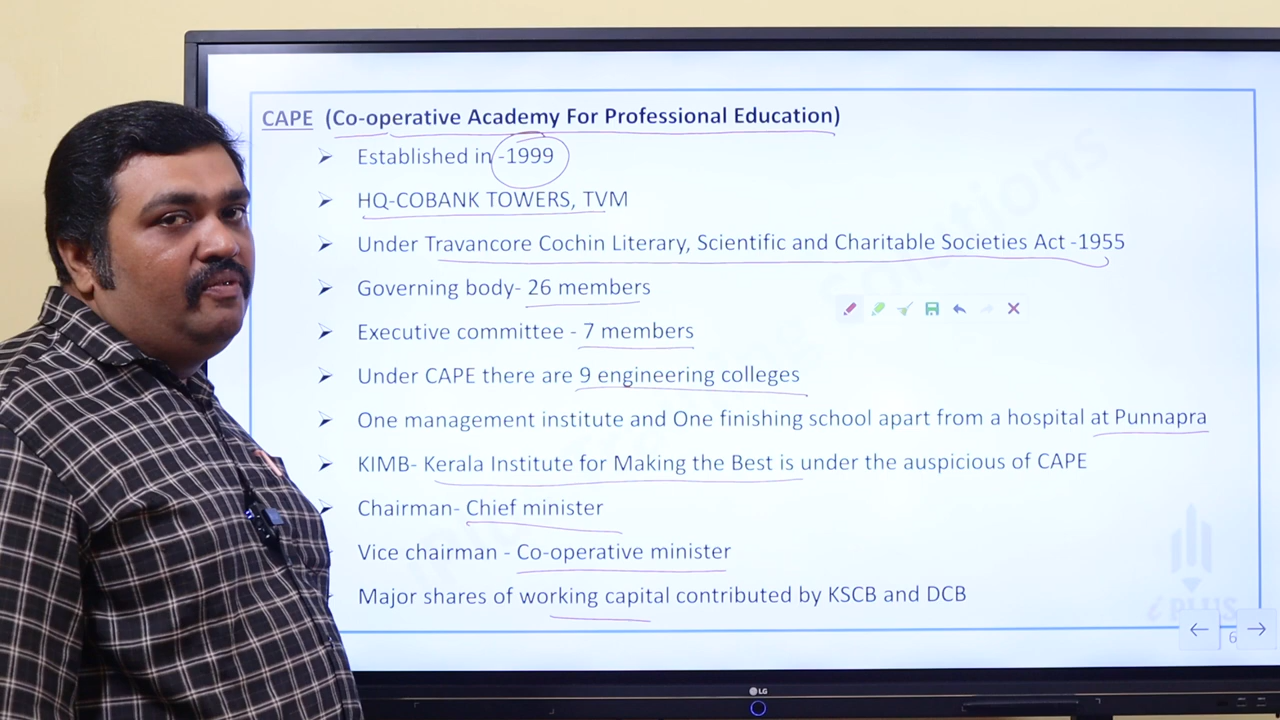 CAPE (Co-operative Academy For Professional Education)
Established in -1999
HQ-COBANK TOWERS, TVM
Under Travancore Cochin Literary, Scientific and Charitable Societies Act -1955
Governing body- 26 members
Executive committee - 7 members
Under CAPE there are 9 engineering colleges
One management institute and One finishing school apart from a hospital at Punnapra
KIMB- Kerala Institute for Making the Best is under the auspicious of CAPE
Chairman- Chief minister
Vice chairman - Co-operative minister
Major shares of working capital contributed by KSCB and DCB
i PLUS
6
LG